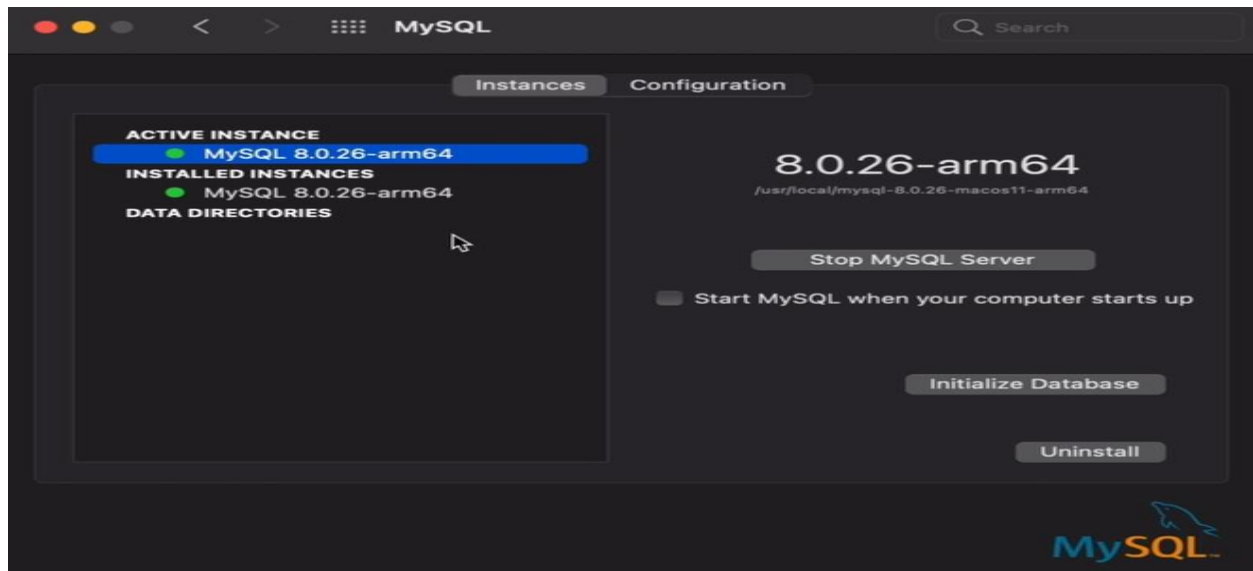 MySQL
Search
Instances
Configuration
ACTIVE INSTANCE
MySQL 8.0.26-arm64
INSTALLED INSTANCES
MySQL 8.0.26-arm64
DATA DIRECTORIES
8.0.26-arm64
/usr/local/mysql-8.0.26-macos11-arm64
Stop MySQL Server
Start MySQL when your computer starts up
Initialize Database
Uninstall
MySQL